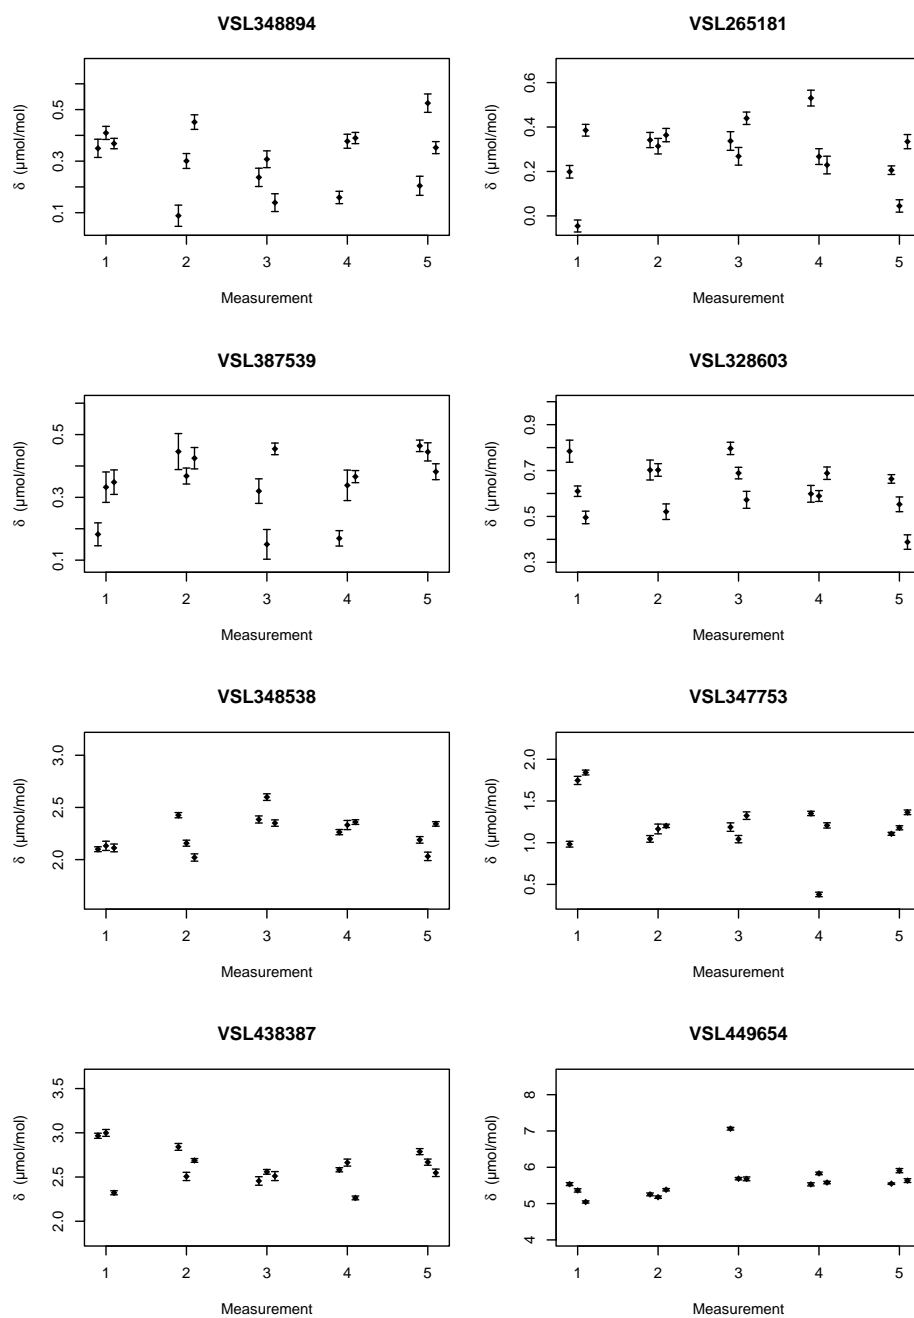 VSL348894
δ (μmol/mol)
0.1 0.3 0.5
1 2 3 4 5
Measurement
VSL265181
δ (μmol/mol)
0.0 0.2 0.4 0.6
1 2 3 4 5
Measurement
VSL387539
δ (μmol/mol)
0.1 0.3 0.5
1 2 3 4 5
Measurement
VSL328603
δ (μmol/mol)
0.3 0.5 0.7 0.9
1 2 3 4 5
Measurement
VSL348538
δ (μmol/mol)
2.0 2.5 3.0
1 2 3 4 5
Measurement
VSL347753
δ (μmol/mol)
0.5 1.0 1.5 2.0
1 2 3 4 5
Measurement
VSL438387
δ (μmol/mol)
2.0 2.5 3.0 3.5
1 2 3 4 5
Measurement
VSL449654
δ (μmol/mol)
4 5 6 7 8
1 2 3 4 5
Measurement